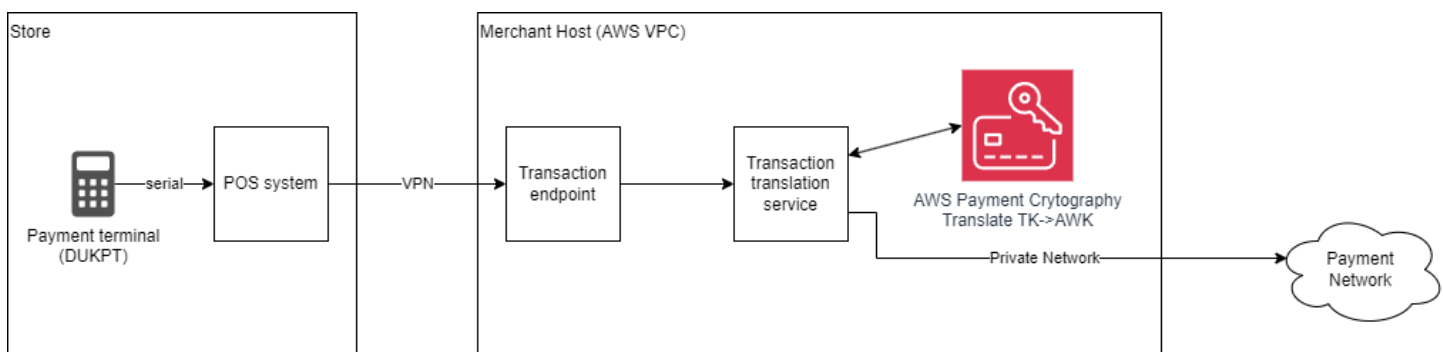 Store
Merchant Host (AWS VPC)
Payment terminal
(DUKPT)
serial
POS system
VPN
Transaction
endpoint
Transaction
translation
service
AWS Payment Crytography
Translate TK->AWK
Private Network
Payment
Network